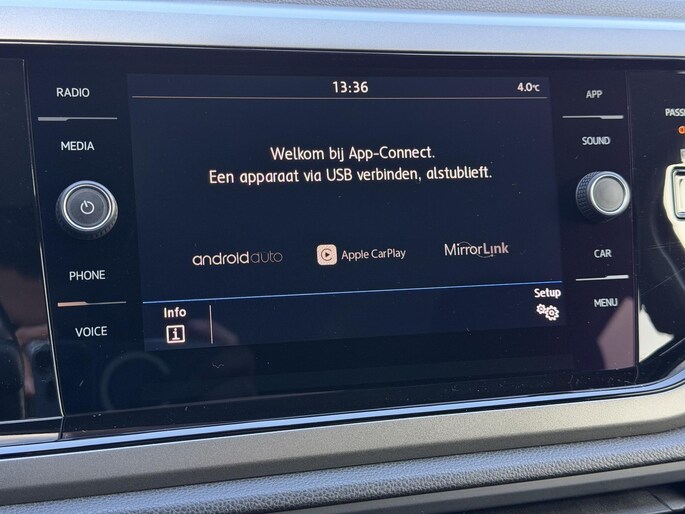 RADIO
MEDIA
PHONE
VOICE
13:36
4.0°C
Welkom bij App-Connect.
Een apparaat via USB verbinden, alstublieft.
androidauto
Apple CarPlay
MirrorLink
Info
i
Setup
APP
SOUND
CAR
MENU